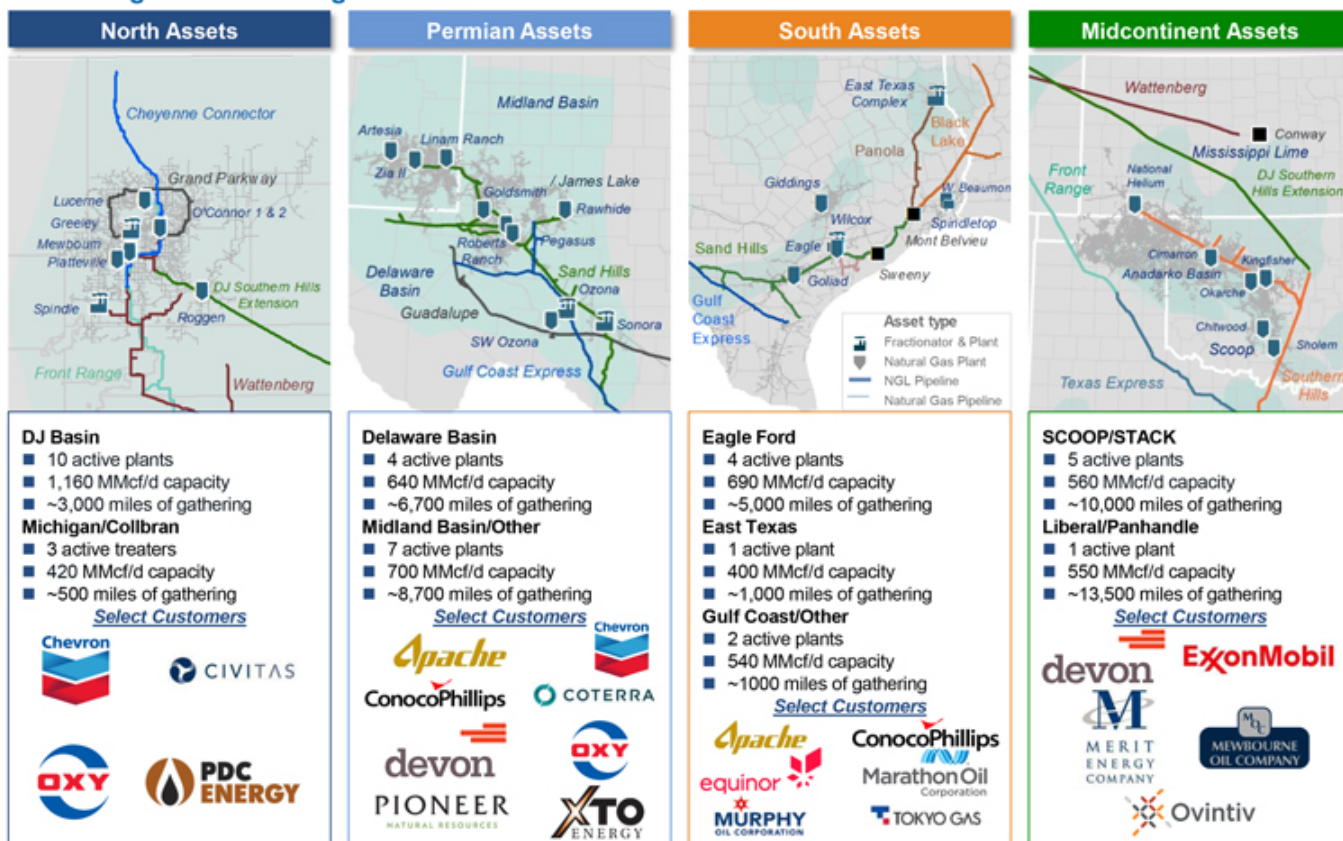 North Assets
Permian Assets
South Assets
Midcontinent Assets
Cheyenne Connector
Grand Parkway
Lucerne
O'Connor 1 & 2
Greeley
Mewbourn
Platteville
DJ Southern Hills
Extension
Spindle
Roggen
Front Range
Wattenberg
Midland Basin
Artesia
Linam Ranch
Zia II
Goldsmith
/ James Lake
Rawhide
Roberts
Ranch
Pegasus
Delaware
Basin
Sand Hills
Ozona
Guadalupe
Sonora
SW Ozona
Gulf Coast Express
East Texas
Complex
Black
Lake
Panola
Giddings
W. Beaumon
Wilcox
Spindletop
Mont Belvieu
Sand Hills
Eagle
Sweeny
Goliad
Gulf
Coast
Express
Asset type
Fractionator & Plant
Natural Gas Plant
NGL Pipeline
Natural Gas Pipeline
Wattenberg
Conway
Mississippi Lime
Front
Range
National
Helium
DJ Southern
Hills Extension
Cimarron
Kingfisher
Anadarko Basin
Okarche
Chitwood
Scoop
Sholem
Texas Express
Southern
Hills
DJ Basin
10 active plants
1,160 MMcf/d capacity
~3,000 miles of gathering
Michigan/Collbran
3 active treaters
420 MMcf/d capacity
~500 miles of gathering
Select Customers
Chevron
CIVITAS
OXY
PDC
ENERGY
Delaware Basin
4 active plants
640 MMcf/d capacity
~6,700 miles of gathering
Midland Basin/Other
7 active plants
700 MMcf/d capacity
~8,700 miles of gathering
Select Customers
Apache
Chevron
ConocoPhillips
COTERRA
devon
OXY
PIONEER
NATURAL RESOURCES
XTO
ENERGY
Eagle Ford
4 active plants
690 MMcf/d capacity
~5,000 miles of gathering
East Texas
1 active plant
400 MMcf/d capacity
~1,000 miles of gathering
Gulf Coast/Other
2 active plants
540 MMcf/d capacity
~1000 miles of gathering
Select Customers
Apache
ConocoPhillips
equinor
Marathon Oil
Corporation
MURPHY
OIL CORPORATION
TOKYO GAS
SCOOP/STACK
5 active plants
560 MMcf/d capacity
~10,000 miles of gathering
Liberal/Panhandle
1 active plant
550 MMcf/d capacity
~13,500 miles of gathering
Select Customers
devon
ExxonMobil
M
MERIT
ENERGY
COMPANY
MOC
MEWBOURNE
OIL COMPANY
Ovintiv